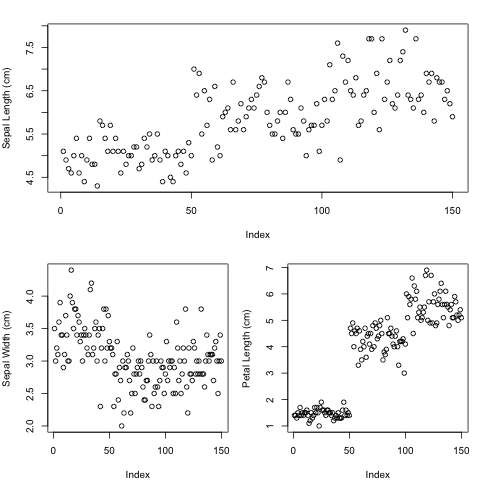 Sepal Length (cm)
7.5
6.5
5.5
4.5
0 50 100 150
Index
Sepal Width (cm)
4.0
3.5
3.0
2.5
2.0
0 50 100 150
Index
Petal Length (cm)
7
6
5
4
3
2
1
0 50 100 150
Index